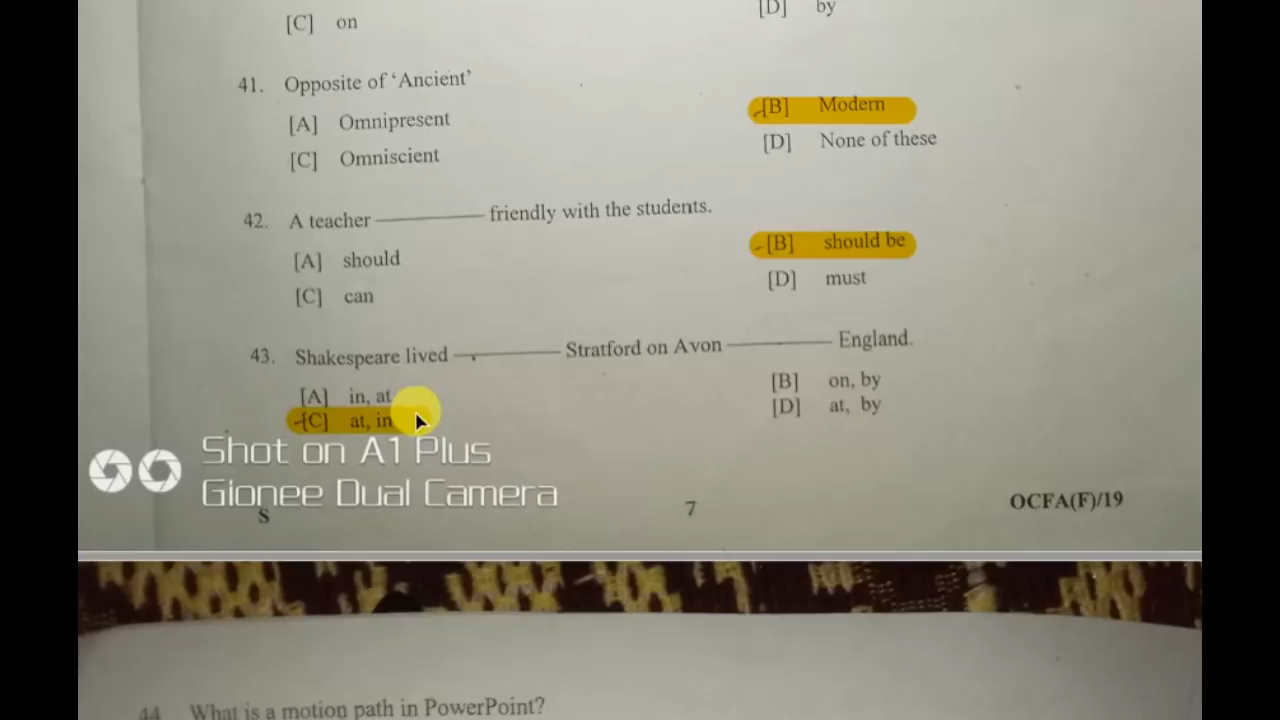 [C] on
[D] by
41. Opposite of ‘Ancient’
[A] Omnipresent
[B] Modern
[C] Omniscient
[D] None of these
42. A teacher ———— friendly with the students.
[A] should
[B] should be
[C] can
[D] must
43. Shakespeare lived ———— Stratford on Avon ———— England.
[A] in, at
[B] on, by
[C] at, in
[D] at, by
Shot on A1 Plus
Gionee Dual Camera
S
7
OCFA(F)/19
44 What is a motion path in PowerPoint?